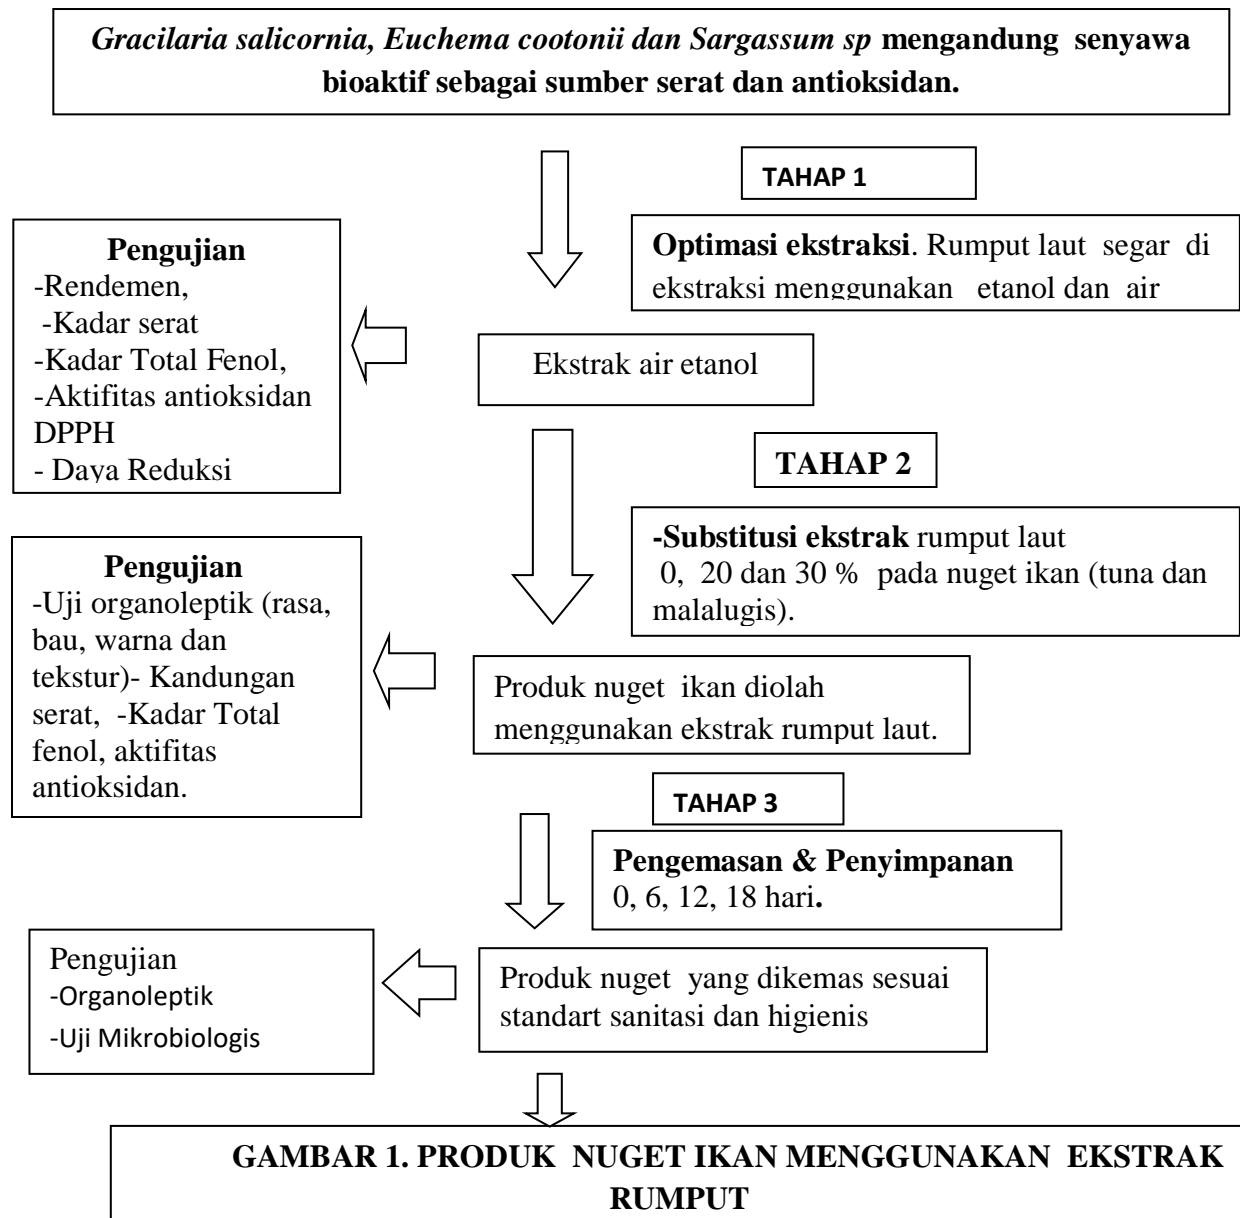 Gracilaria salicornia, Euchema cootonii dan Sargassum sp mengandung senyawa
bioaktif sebagai sumber serat dan antioksidan.
TAHAP 1
Optimasi ekstraksi. Rumput laut segar di
ekstraksi menggunakan etanol dan air
Pengujian
-Rendemen,
-Kadar serat
-Kadar Total Fenol,
-Aktifitas antioksidan
DPPH
- Daya Reduksi
Ekstrak air etanol
TAHAP 2
-Substitusi ekstrak rumput laut
0, 20 dan 30 % pada nuget ikan (tuna dan
malalugis).
Pengujian
-Uji organoleptik (rasa,
bau, warna dan
tekstur)- Kandungan
serat, -Kadar Total
fenol, aktifitas
antioksidan.
Produk nuget ikan diolah
menggunakan ekstrak rumput laut.
TAHAP 3
Pengemasan & Penyimpanan
0, 6, 12, 18 hari.
Pengujian
-Organoleptik
-Uji Mikrobiologis
Produk nuget yang dikemas sesuai
standart sanitasi dan higienis
GAMBAR 1. PRODUK NUGET IKAN MENGGUNAKAN EKSTRAK
RUMPUT